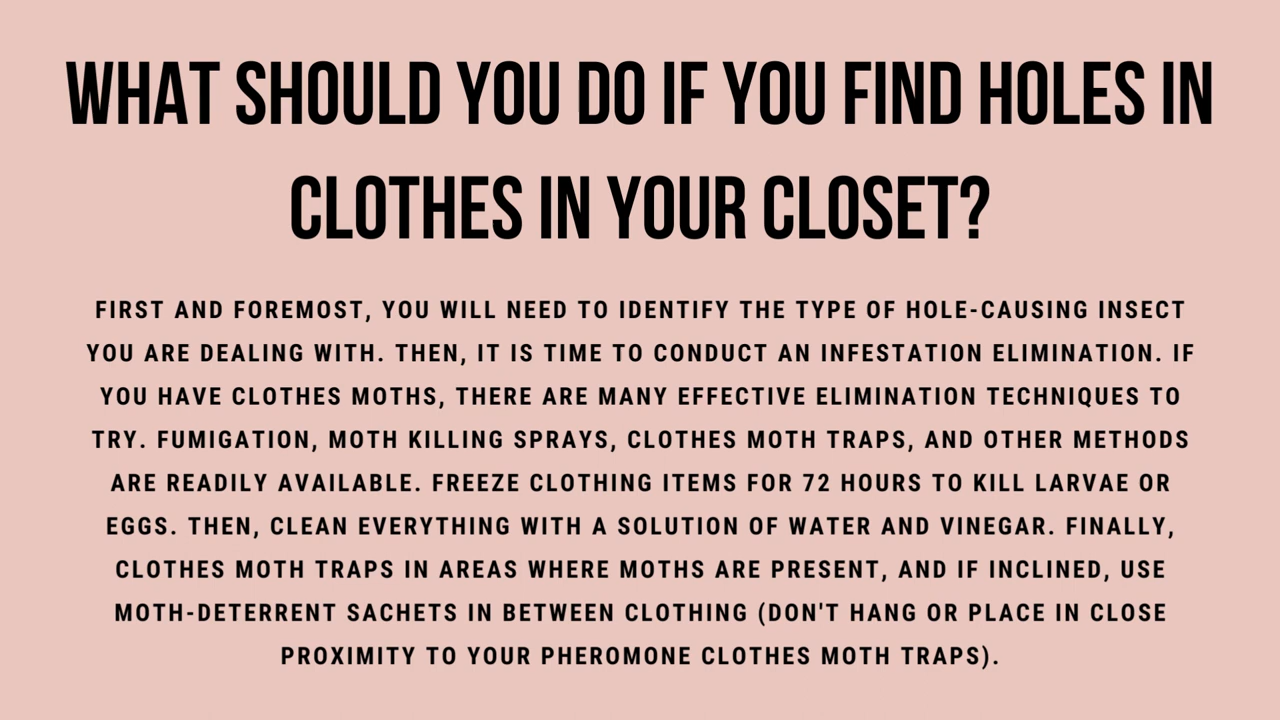 WHAT SHOULD YOU DO IF YOU FIND HOLES IN
CLOTHES IN YOUR CLOSET?
FIRST AND FOREMOST, YOU WILL NEED TO IDENTIFY THE TYPE OF HOLE-CAUSING INSECT
YOU ARE DEALING WITH. THEN, IT IS TIME TO CONDUCT AN INFESTATION ELIMINATION. IF
YOU HAVE CLOTHES MOTHS, THERE ARE MANY EFFECTIVE ELIMINATION TECHNIQUES TO
TRY. FUMIGATION, MOTH KILLING SPRAYS, CLOTHES MOTH TRAPS, AND OTHER METHODS
ARE READILY AVAILABLE. FREEZE CLOTHING ITEMS FOR 72 HOURS TO KILL LARVAE OR
EGGS. THEN, CLEAN EVERYTHING WITH A SOLUTION OF WATER AND VINEGAR. FINALLY,
CLOTHES MOTH TRAPS IN AREAS WHERE MOTHS ARE PRESENT, AND IF INCLINED, USE
MOTH-DETERRENT SACHETS IN BETWEEN CLOTHING (DON'T HANG OR PLACE IN CLOSE
PROXIMITY TO YOUR PHEROMONE CLOTHES MOTH TRAPS).